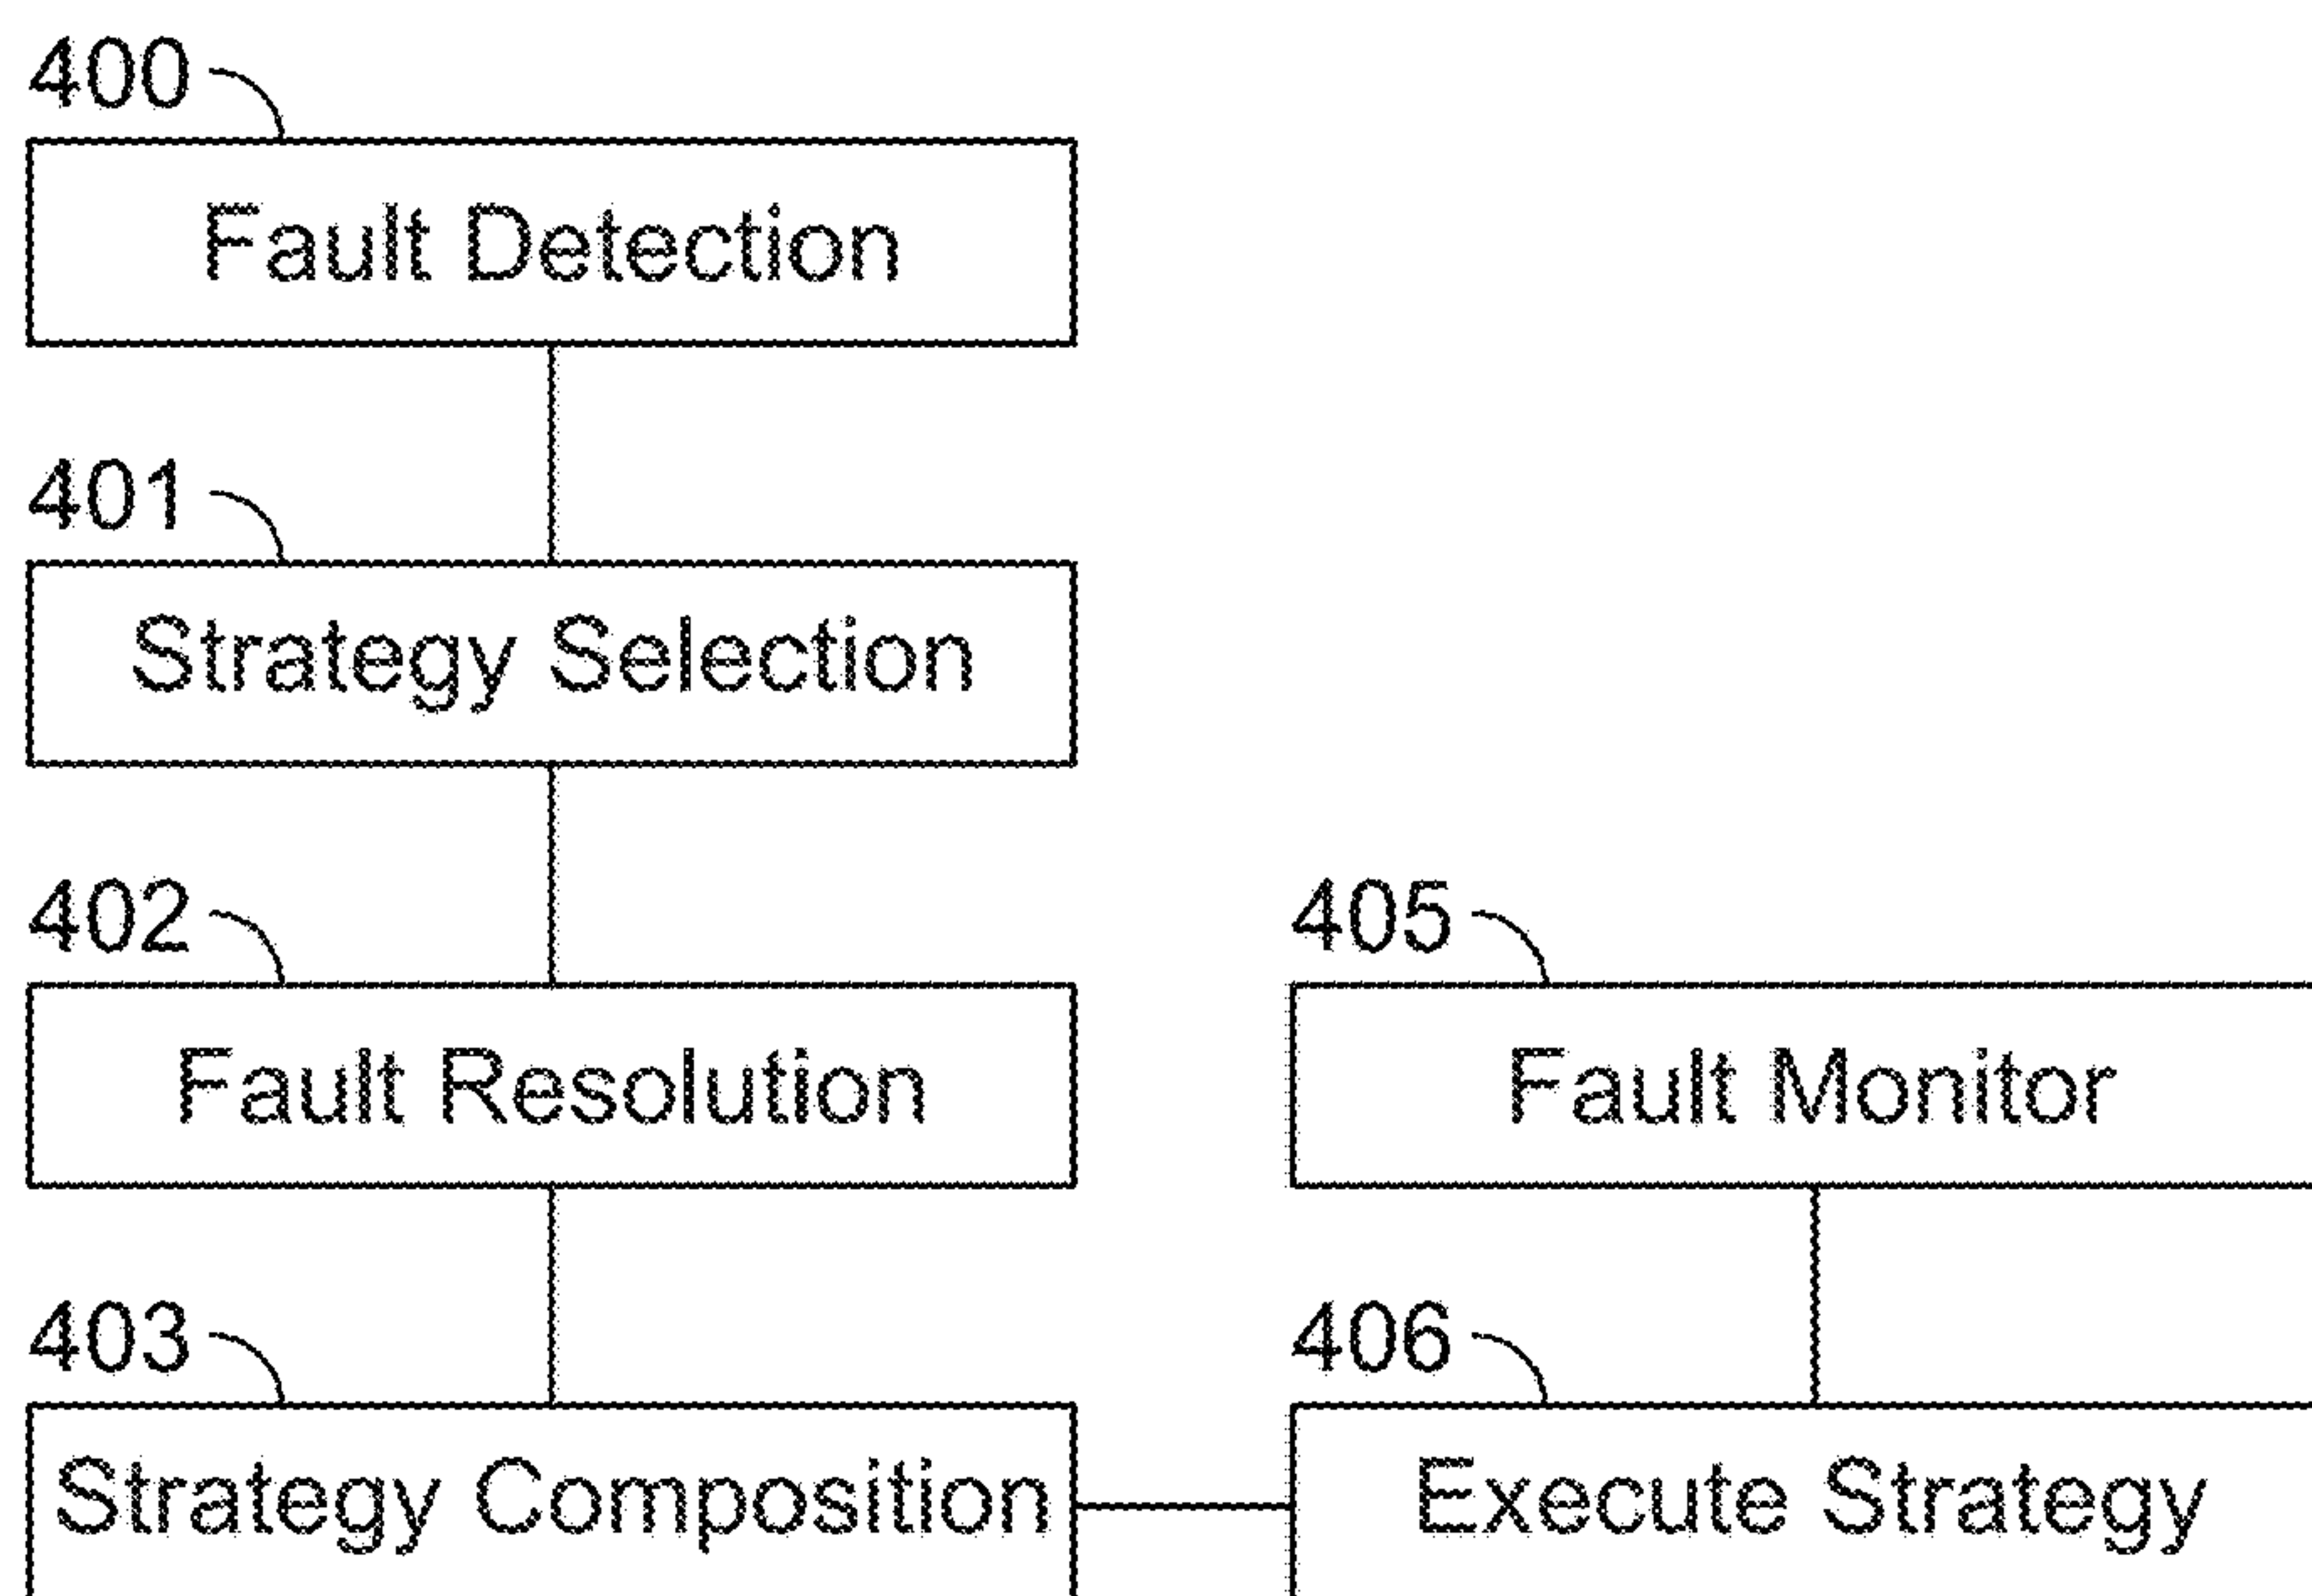 400
Fault Detection
401
Strategy Selection
402
Fault Resolution
403
Strategy Composition
405
Fault Monitor
406
Execute Strategy